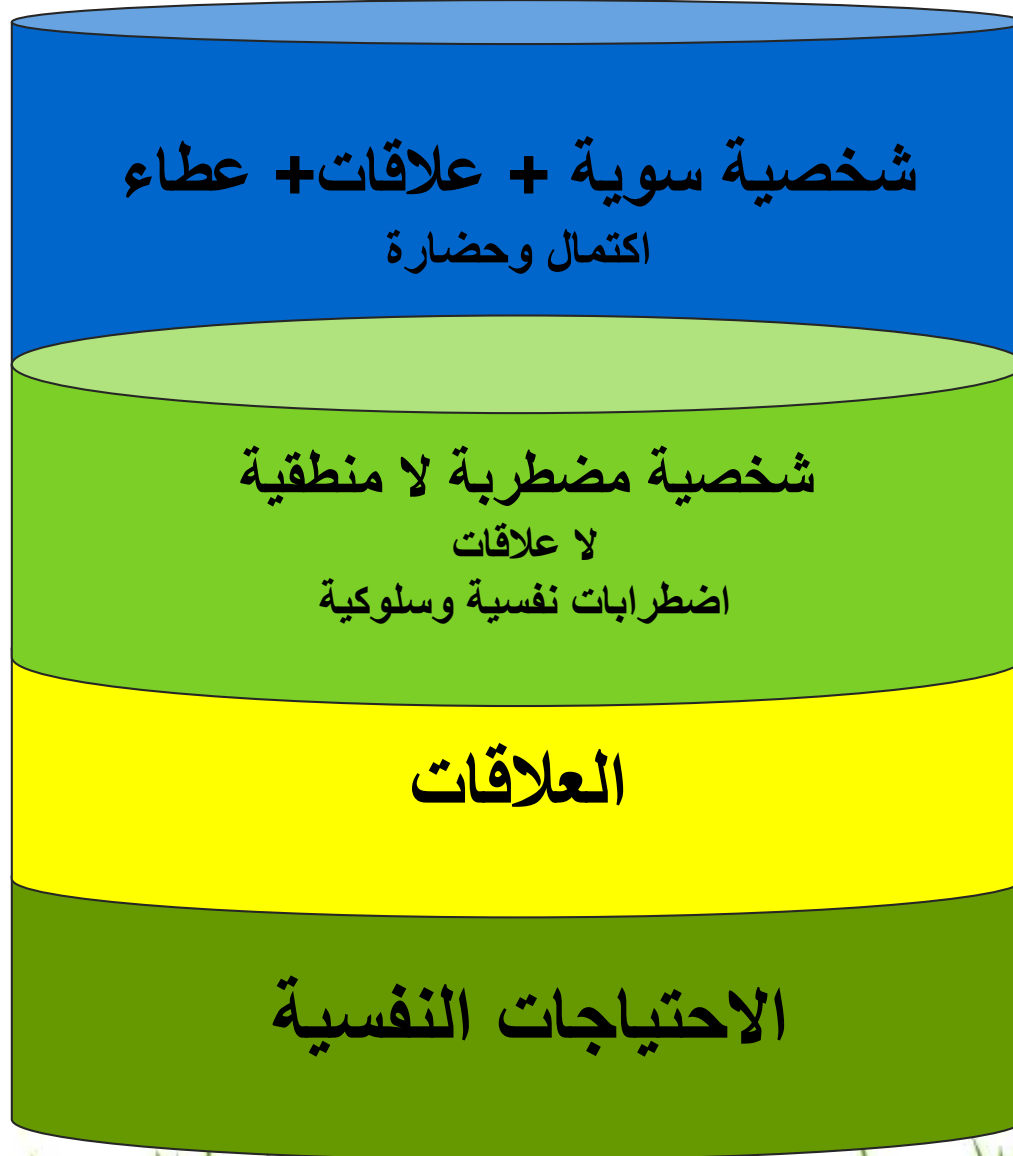 شخصية سوية + علاقات+ عطاء
اكتمال وحضارة
شخصية مضطربة لا منطقية
لا علاقات
اضطرابات نفسية وسلوكية
العلاقات
الاحتياجات النفسية